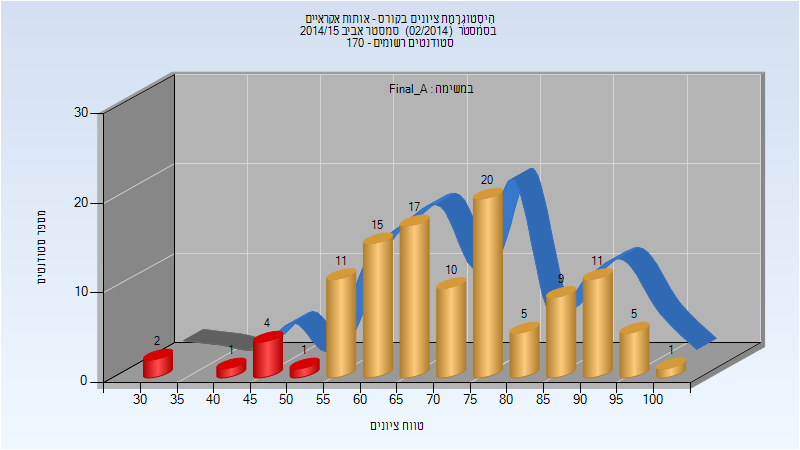 היסטוגרמת ציונים בקורס - אותות אקראיים
בסמסטר (02/2014) סמסטר אביב 2014/15
סטודנטים רשומים - 170
במשימה : Final_A
מספר סטודנטים
30
20
10
0
2
1
4
1
11
15
17
10
20
5
9
11
5
1
30 35 40 45 50 55 60 65 70 75 80 85 90 95 100
טווח ציונים